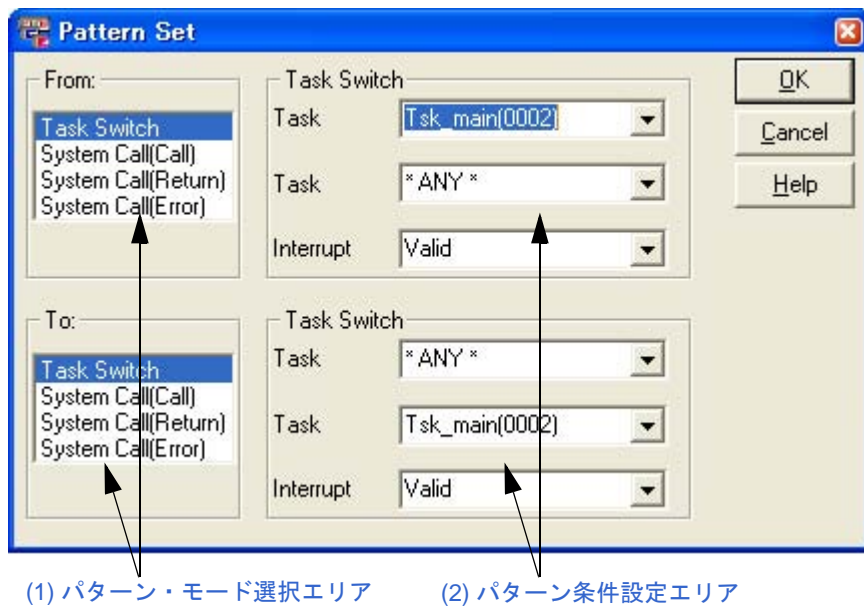 Pattern Set
From:
Task Switch
System Call(Call)
System Call(Return)
System Call(Error)
Task Switch
Task
Tsk_main(0002)
Task
* ANY *
Interrupt
Valid
OK
Cancel
Help
To:
Task Switch
System Call(Call)
System Call(Return)
System Call(Error)
Task Switch
Task
* ANY *
Task
Tsk_main(0002)
Interrupt
Valid
(1) パターン・モード選択エリア
(2) パターン条件設定エリア